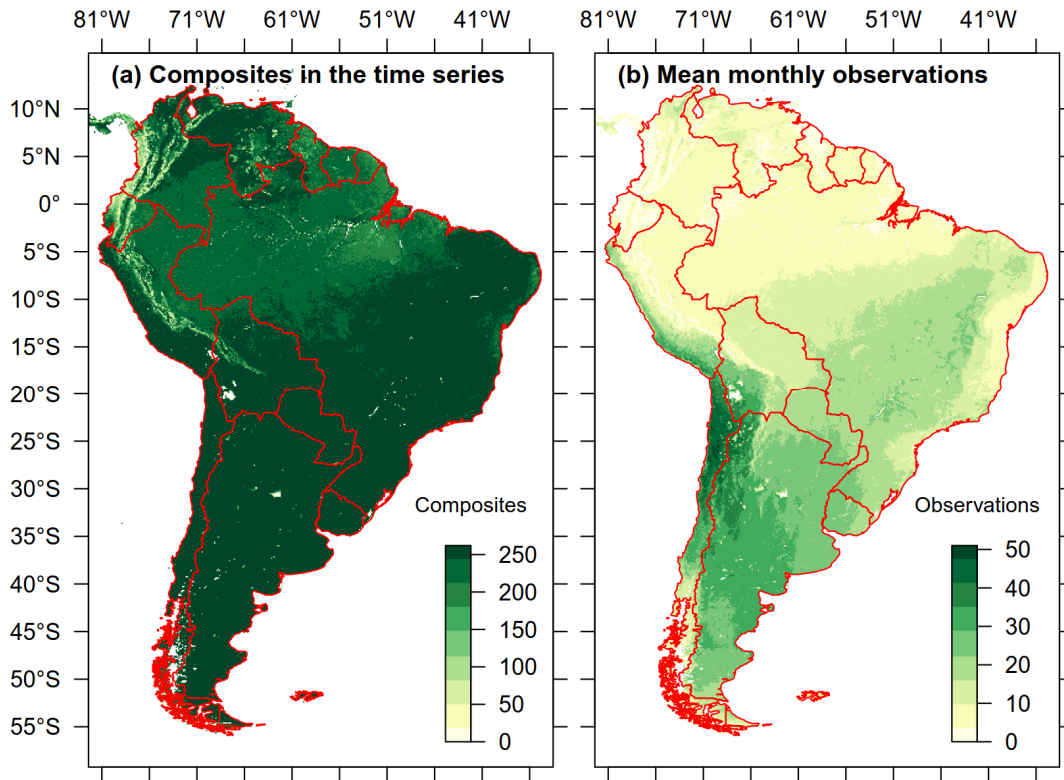 81°W 71°W 61°W 51°W 41°W 81°W 71°W 61°W 51°W 41°W
(a) Composites in the time series
(b) Mean monthly observations
10°N
5°N
0°
5°S
10°S
15°S
20°S
25°S
30°S
35°S
40°S
45°S
50°S
55°S
Composites
250
200
150
100
50
0
Observations
50
40
30
20
10
0